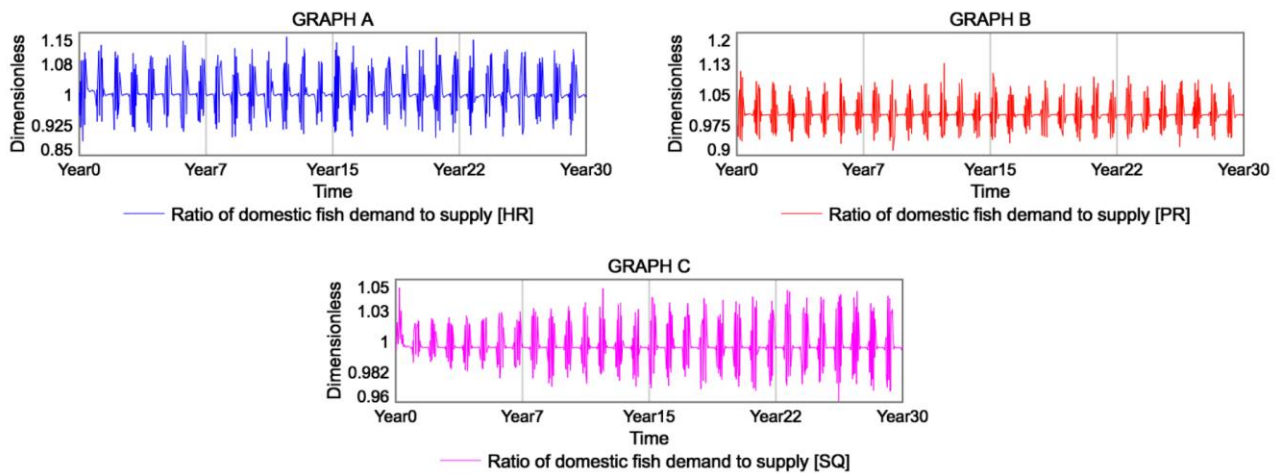 GRAPH A
Dimensionless
1.15
1.08
1
0.925
0.85
Year0 Year7 Year15 Year22 Year30
Time
Ratio of domestic fish demand to supply [HR]
GRAPH B
Dimensionless
1.2
1.13
1.05
0.975
0.9
Year0 Year7 Year15 Year22 Year30
Time
Ratio of domestic fish demand to supply [PR]
GRAPH C
Dimensionless
1.05
1.03
1
0.982
0.96
Year0 Year7 Year15 Year22 Year30
Time
Ratio of domestic fish demand to supply [SQ]